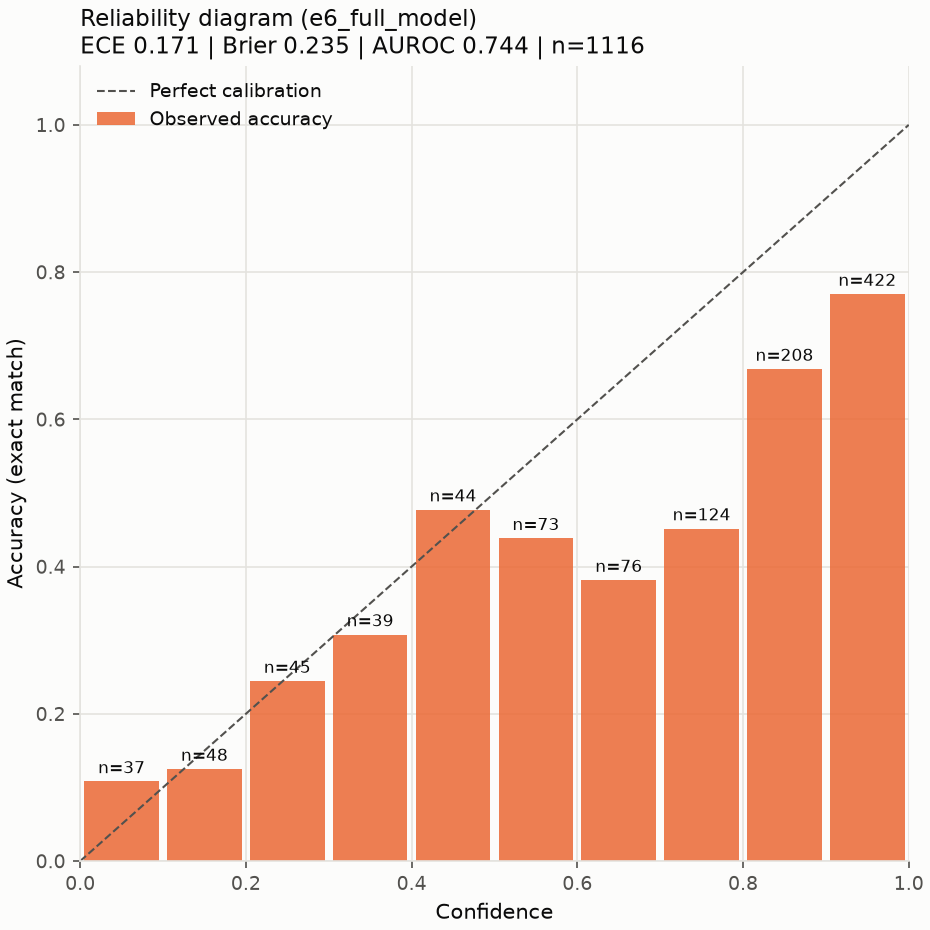 Reliability diagram (e6_full_model)
ECE 0.171 | Brier 0.235 | AUROC 0.744 | n=1116
Perfect calibration
Observed accuracy
1.0
0.8
0.6
0.4
0.2
0.0
Accuracy (exact match)
n=37
n=48
n=45
n=39
n=44
n=73
n=76
n=124
n=208
n=422
0.0 0.2 0.4 0.6 0.8 1.0
Confidence